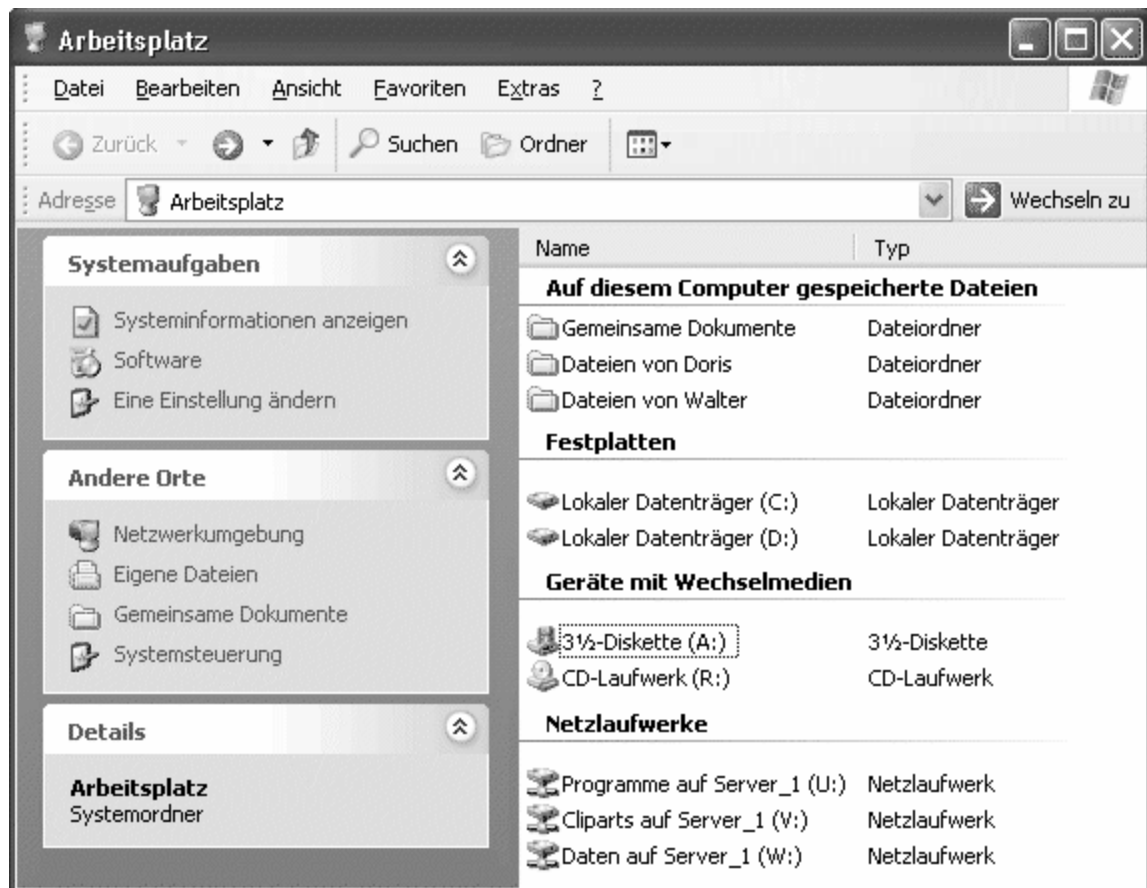 Arbeitsplatz
Datei Bearbeiten Ansicht Favoriten Extras ?
Zurück Suchen Ordner
Adresse Arbeitsplatz Wechseln zu
Systemaufgaben
Systeminformationen anzeigen
Software
Eine Einstellung ändern
Andere Orte
Netzwerkumgebung
Eigene Dateien
Gemeinsame Dokumente
Systemsteuerung
Details
Arbeitsplatz
Systemordner
Name Typ
Auf diesem Computer gespeicherte Dateien
Gemeinsame Dokumente Dateiordner
Dateien von Doris Dateiordner
Dateien von Walter Dateiordner
Festplatten
Lokaler Datenträger (C:) Lokaler Datenträger
Lokaler Datenträger (D:) Lokaler Datenträger
Geräte mit Wechselmedien
3½-Diskette (A:) 3½-Diskette
CD-Laufwerk (R:) CD-Laufwerk
Netzlaufwerke
Programme auf Server_1 (U:) Netzlaufwerk
Cliparts auf Server_1 (V:) Netzlaufwerk
Daten auf Server_1 (W:) Netzlaufwerk